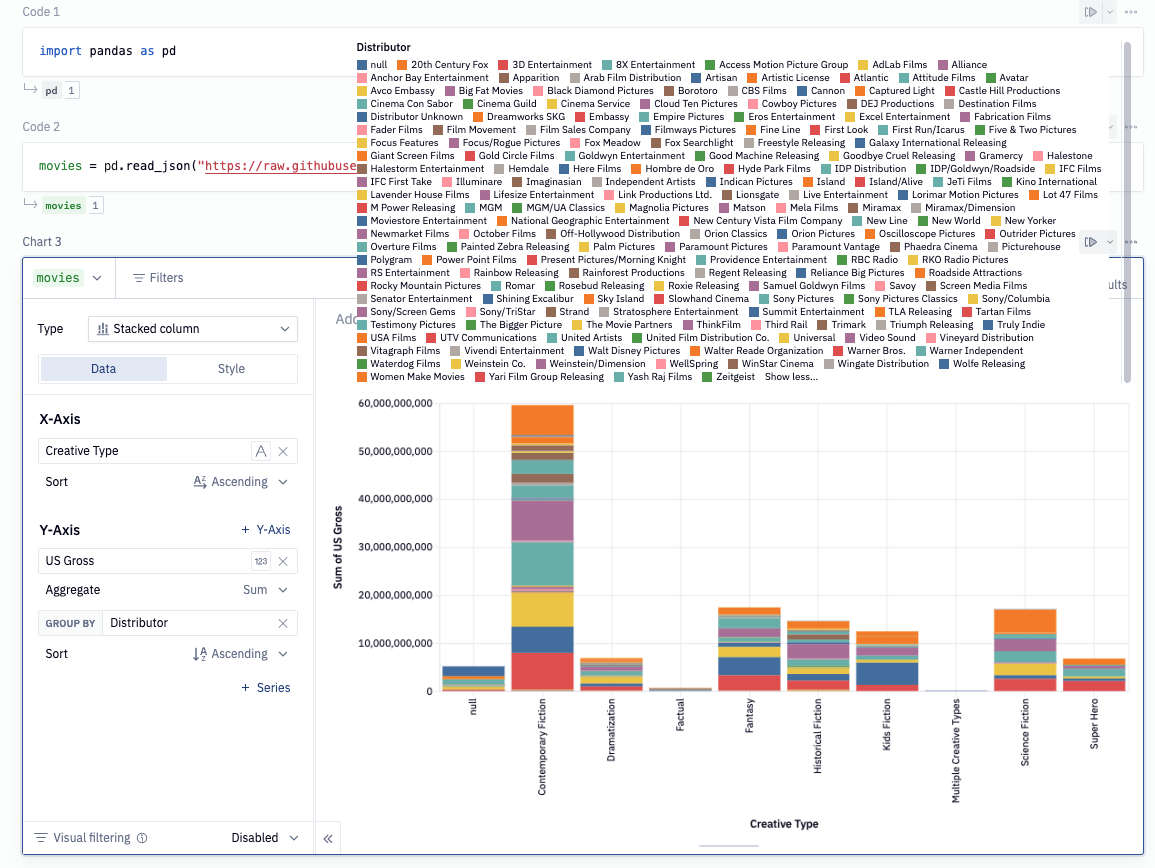 Code 1
import pandas as pd
pd 1
Code 2
movies = pd.read_json("https://raw.githubuse
movies 1
Chart 3
movies
Filters
ults
Type Stacked column
Add
Data Style
X-Axis
Creative Type
Sort Ascending
Y-Axis + Y-Axis
US Gross 123
Aggregate Sum
GROUP BY Distributor
Sort Ascending
+ Series
Visual filtering Disabled
Distributor
null 20th Century Fox 3D Entertainment 8X Entertainment Access Motion Picture Group AdLab Films Alliance
Anchor Bay Entertainment Apparition Arab Film Distribution Artisan Artistic License Atlantic Attitude Films Avatar
Avco Embassy Big Fat Movies Black Diamond Pictures Borotoro CBS Films Cannon Captured Light Castle Hill Productions
Cinema Con Sabor Cinema Guild Cinema Service Cloud Ten Pictures Cowboy Pictures DEJ Productions Destination Films
Distributor Unknown Dreamworks SKG Embassy Empire Pictures Eros Entertainment Excel Entertainment Fabrication Films
Fader Films Film Movement Film Sales Company Filmways Pictures Fine Line First Look First Run/Icarus Five & Two Pictures
Focus Features Focus/Rogue Pictures Fox Meadow Fox Searchlight Freestyle Releasing Galaxy International Releasing
Giant Screen Films Gold Circle Films Goldwyn Entertainment Good Machine Releasing Goodbye Cruel Releasing Gramercy Halestone
Halestorm Entertainment Hemdale Here Films Hombre de Oro Hyde Park Films IDP Distribution IDP/Goldwyn/Roadside IFC Films
IFC First Take Illuminare Imaginasian Independent Artists Indican Pictures Island Island/Alive JeTi Films Kino International
Lavender House Films Lifesize Entertainment Link Productions Ltd. Lionsgate Live Entertainment Lorimar Motion Pictures Lot 47 Films
M Power Releasing MGM MGM/UA Classics Magnolia Pictures Matson Mela Films Miramax Miramax/Dimension
Moviestore Entertainment National Geographic Entertainment New Century Vista Film Company New Line New World New Yorker
Newmarket Films October Films Off-Hollywood Distribution Orion Classics Orion Pictures Oscilloscope Pictures Outrider Pictures
Overture Films Painted Zebra Releasing Palm Pictures Paramount Pictures Paramount Vantage Phaedra Cinema Picturehouse
Polygram Power Point Films Present Pictures/Morning Knight Providence Entertainment RBC Radio RKO Radio Pictures
RS Entertainment Rainbow Releasing Rainforest Productions Regent Releasing Reliance Big Pictures Roadside Attractions
Rocky Mountain Pictures Romar Rosebud Releasing Roxie Releasing Samuel Goldwyn Films Savoy Screen Media Films
Senator Entertainment Shining Excalibur Sky Island Slowhand Cinema Sony Pictures Sony Pictures Classics Sony/Columbia
Sony/Screen Gems Sony/TriStar Strand Stratosphere Entertainment Summit Entertainment TLA Releasing Tartan Films
Testimony Pictures The Bigger Picture The Movie Partners ThinkFilm Third Rail Trimark Triumph Releasing Truly Indie
USA Films UTV Communications United Artists United Film Distribution Co. Universal Video Sound Vineyard Distribution
Vitagraph Films Vivendi Entertainment Walt Disney Pictures Walter Reade Organization Warner Bros. Warner Independent
Waterdog Films Weinstein Co. Weinstein/Dimension WellSpring WinStar Cinema Wingate Distribution Wolfe Releasing
Women Make Movies Yari Film Group Releasing Yash Raj Films Zeitgeist Show less...
60,000,000,000
50,000,000,000
40,000,000,000
30,000,000,000
20,000,000,000
10,000,000,000
0
Sum of US Gross
null
Contemporary Fiction
Dramatization
Factual
Fantasy
Historical Fiction
Kids Fiction
Multiple Creative Types
Science Fiction
Super Hero
Creative Type